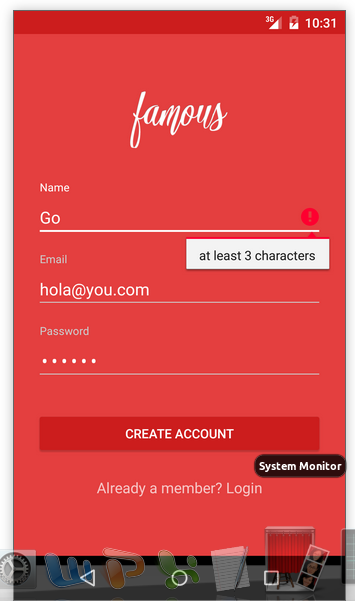 3G 10:31
famous
Name
Go
at least 3 characters
Email
hola@you.com
Password
CREATE ACCOUNT
System Monitor
Already a member? Login